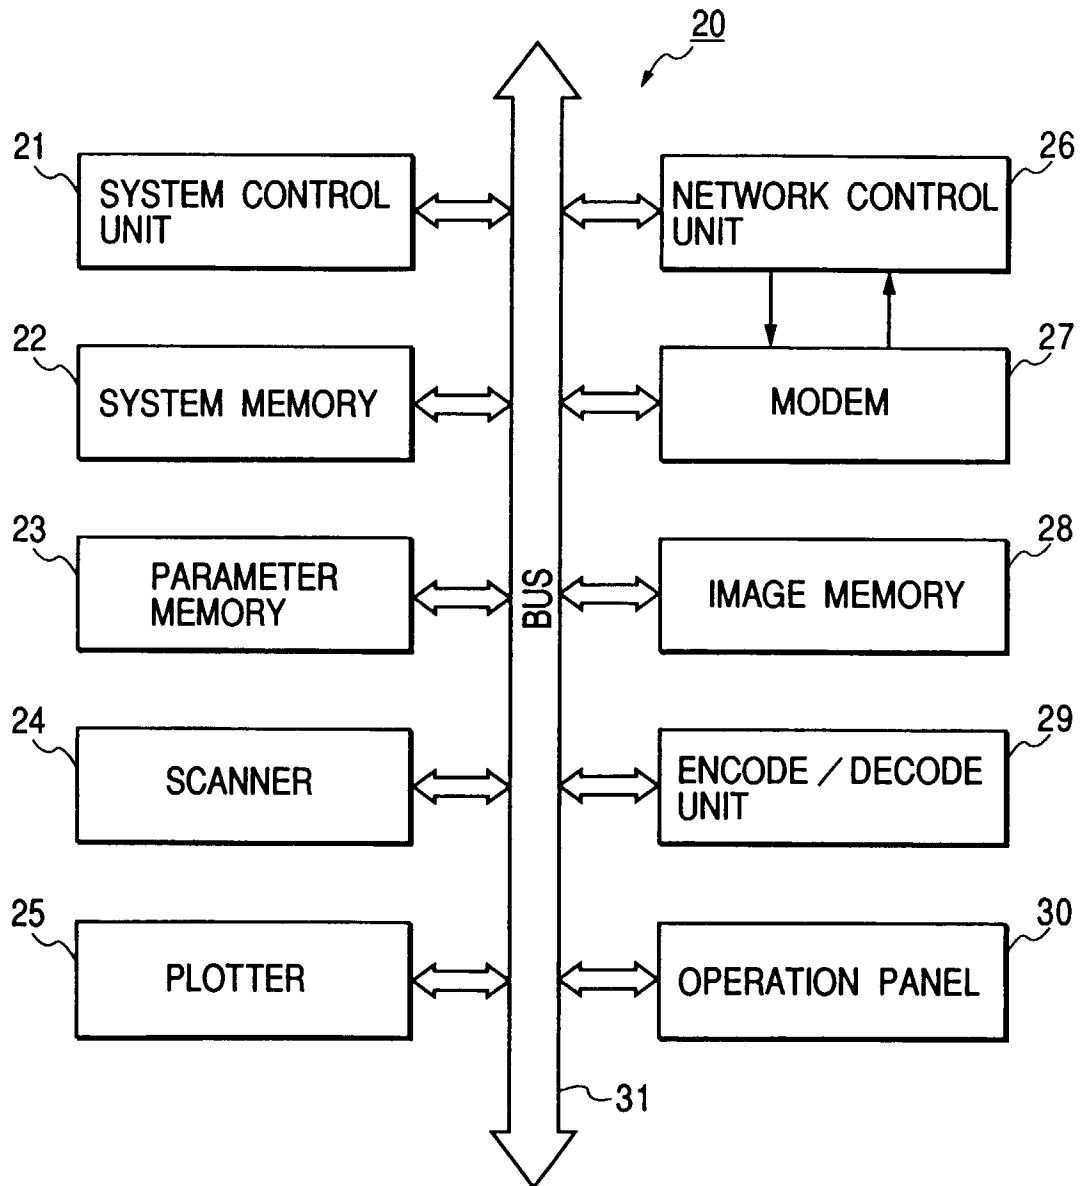 20
21
SYSTEM CONTROL
UNIT
26
NETWORK CONTROL
UNIT
22
SYSTEM MEMORY
27
MODEM
23
PARAMETER
MEMORY
BUS
28
IMAGE MEMORY
24
SCANNER
29
ENCODE / DECODE
UNIT
25
PLOTTER
30
OPERATION PANEL
31